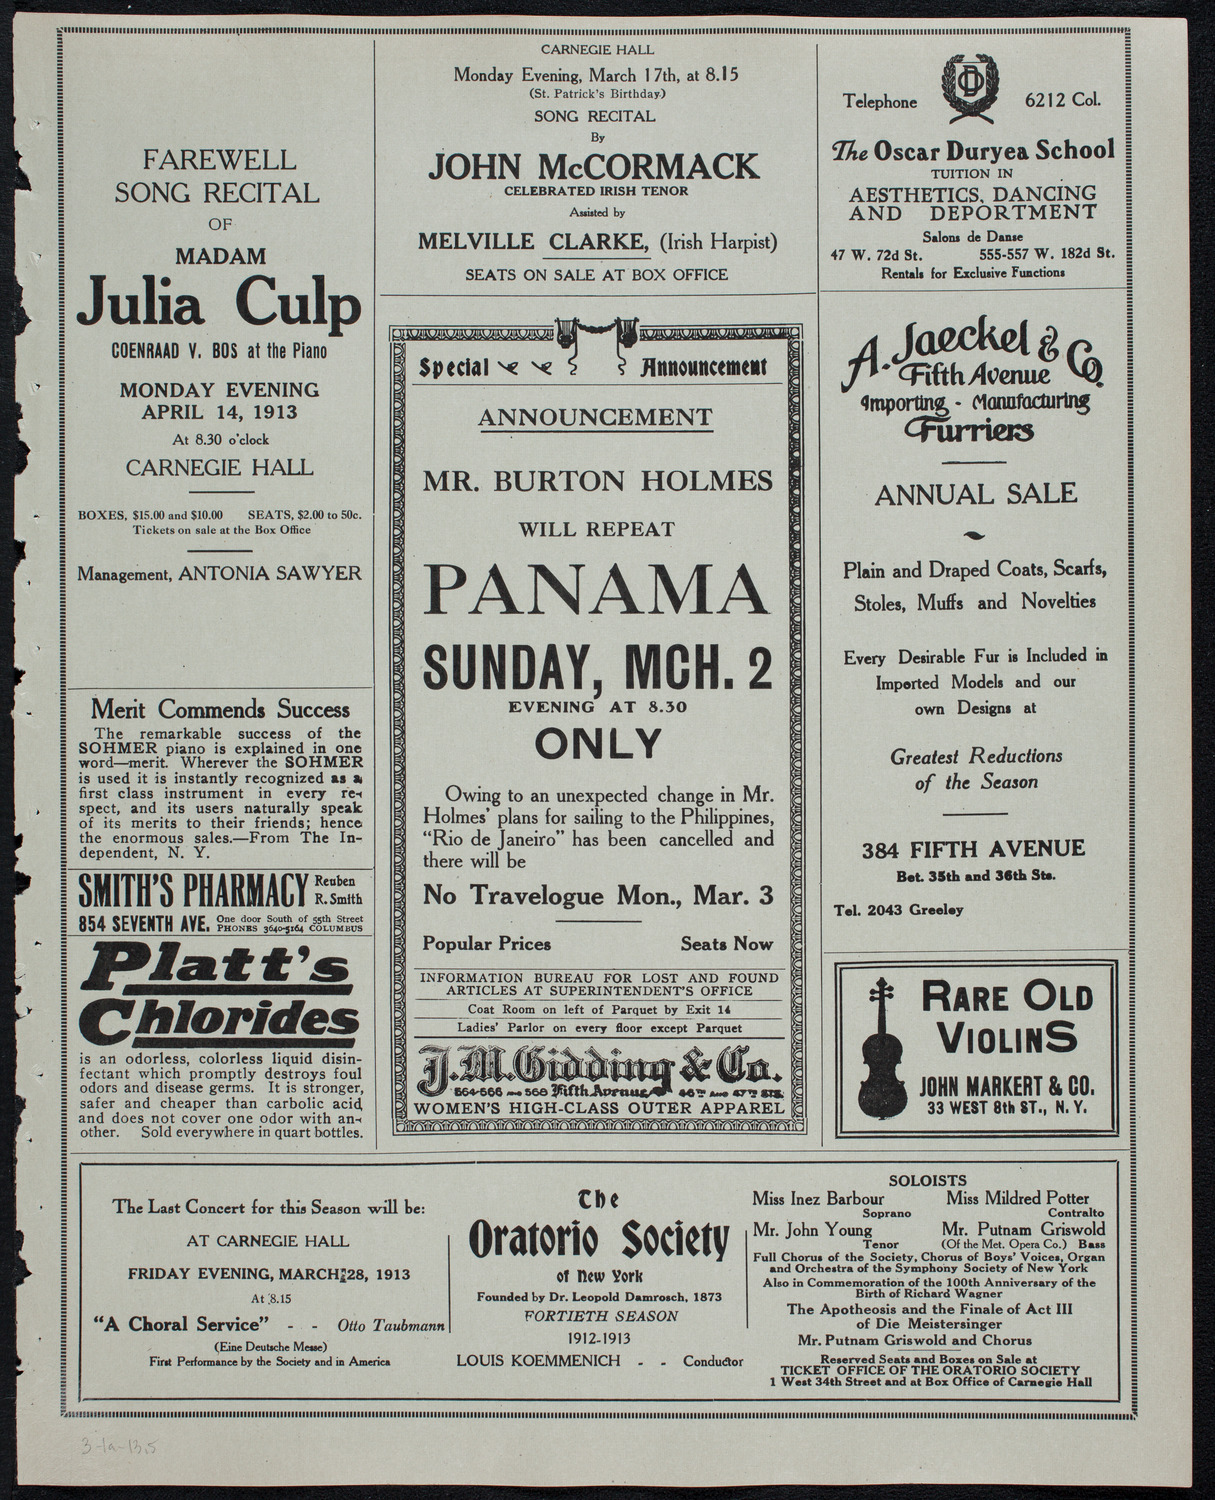 FAREWELL
SONG RECITAL
OF
MADAM
Julia Culp
COENRAAD V. BOS at the Piano
MONDAY EVENING
APRIL 14, 1913
At 8.30 o'clock
CARNEGIE HALL
BOXES, $15.00 and $10.00 SEATS, $2.00 to 50c.
Tickets on sale at the Box Office
Management, ANTONIA SAWYER
Merit Commends Success
The remarkable success of the
SOHMER piano is explained in one
word—merit. Wherever the SOHMER
is used it is instantly recognized as a
first class instrument in every re-
spect, and its users naturally speak
of its merits to their friends; hence
the enormous sales.—From The In-
dependent, N. Y.
SMITH'S PHARMACY Reuben
R. Smith
854 SEVENTH AVE. One door South of 55th Street
PHONES 3640-5164 COLUMBUS
Platt's
Chlorides
is an odorless, colorless liquid disin-
fectant which promptly destroys foul
odors and disease germs. It is stronger,
safer and cheaper than carbolic acid
and does not cover one odor with an-
other. Sold everywhere in quart bottles.
CARNEGIE HALL
Monday Evening, March 17th, at 8.15
(St. Patrick's Birthday)
SONG RECITAL
By
JOHN McCORMACK
CELEBRATED IRISH TENOR
Assisted by
MELVILLE CLARKE, (Irish Harpist)
SEATS ON SALE AT BOX OFFICE
Special Announcement
ANNOUNCEMENT
MR. BURTON HOLMES
WILL REPEAT
PANAMA
SUNDAY, MCH. 2
EVENING AT 8.30
ONLY
Owing to an unexpected change in Mr.
Holmes' plans for sailing to the Philippines,
“Rio de Janeiro” has been cancelled and
there will be
No Travelogue Mon., Mar. 3
Popular Prices Seats Now
INFORMATION BUREAU FOR LOST AND FOUND
ARTICLES AT SUPERINTENDENT'S OFFICE
Coat Room on left of Parquet by Exit 14
Ladies' Parlor on every floor except Parquet
J. M. Gidding & Co.
564-566 AND 568 Fifth Avenue 46TH AND 47TH STS.
WOMEN'S HIGH-CLASS OUTER APPAREL
OD
Telephone 6212 Col.
The Oscar Duryea School
TUITION IN
AESTHETICS, DANCING
AND DEPORTMENT
Salons de Danse
47 W. 72d St. 555-557 W. 182d St.
Rentals for Exclusive Functions
A. Jaeckel & Co.
Fifth Avenue
Importing - Manufacturing
Furriers
ANNUAL SALE
Plain and Draped Coats, Scarfs,
Stoles, Muffs and Novelties
Every Desirable Fur is Included in
Imported Models and our
own Designs at
Greatest Reductions
of the Season
384 FIFTH AVENUE
Bet. 35th and 36th Sts.
Tel. 2043 Greeley
RARE OLD
VIOLINS
JOHN MARKERT & CO.
33 WEST 8th ST., N. Y.
The Last Concert for this Season will be:
AT CARNEGIE HALL
FRIDAY EVENING, MARCH 28, 1913
At 8.15
“A Choral Service” - - Otto Taubmann
(Eine Deutsche Messe)
First Performance by the Society and in America
The
Oratorio Society
of New York
Founded by Dr. Leopold Damrosch, 1873
FORTIETH SEASON
1912-1913
LOUIS KOEMMENICH - - Conductor
SOLOISTS
Miss Inez Barbour Miss Mildred Potter
Soprano Contralto
Mr. John Young Mr. Putnam Griswold
Tenor (Of the Met. Opera Co.) Bass
Full Chorus of the Society, Chorus of Boys' Voices, Organ
and Orchestra of the Symphony Society of New York
Also in Commemoration of the 100th Anniversary of the
Birth of Richard Wagner
The Apotheosis and the Finale of Act III
of Die Meistersinger
Mr. Putnam Griswold and Chorus
Reserved Seats and Boxes on Sale at
TICKET OFFICE OF THE ORATORIO SOCIETY
1 West 34th Street and at Box Office of Carnegie Hall
3-1a-13.5